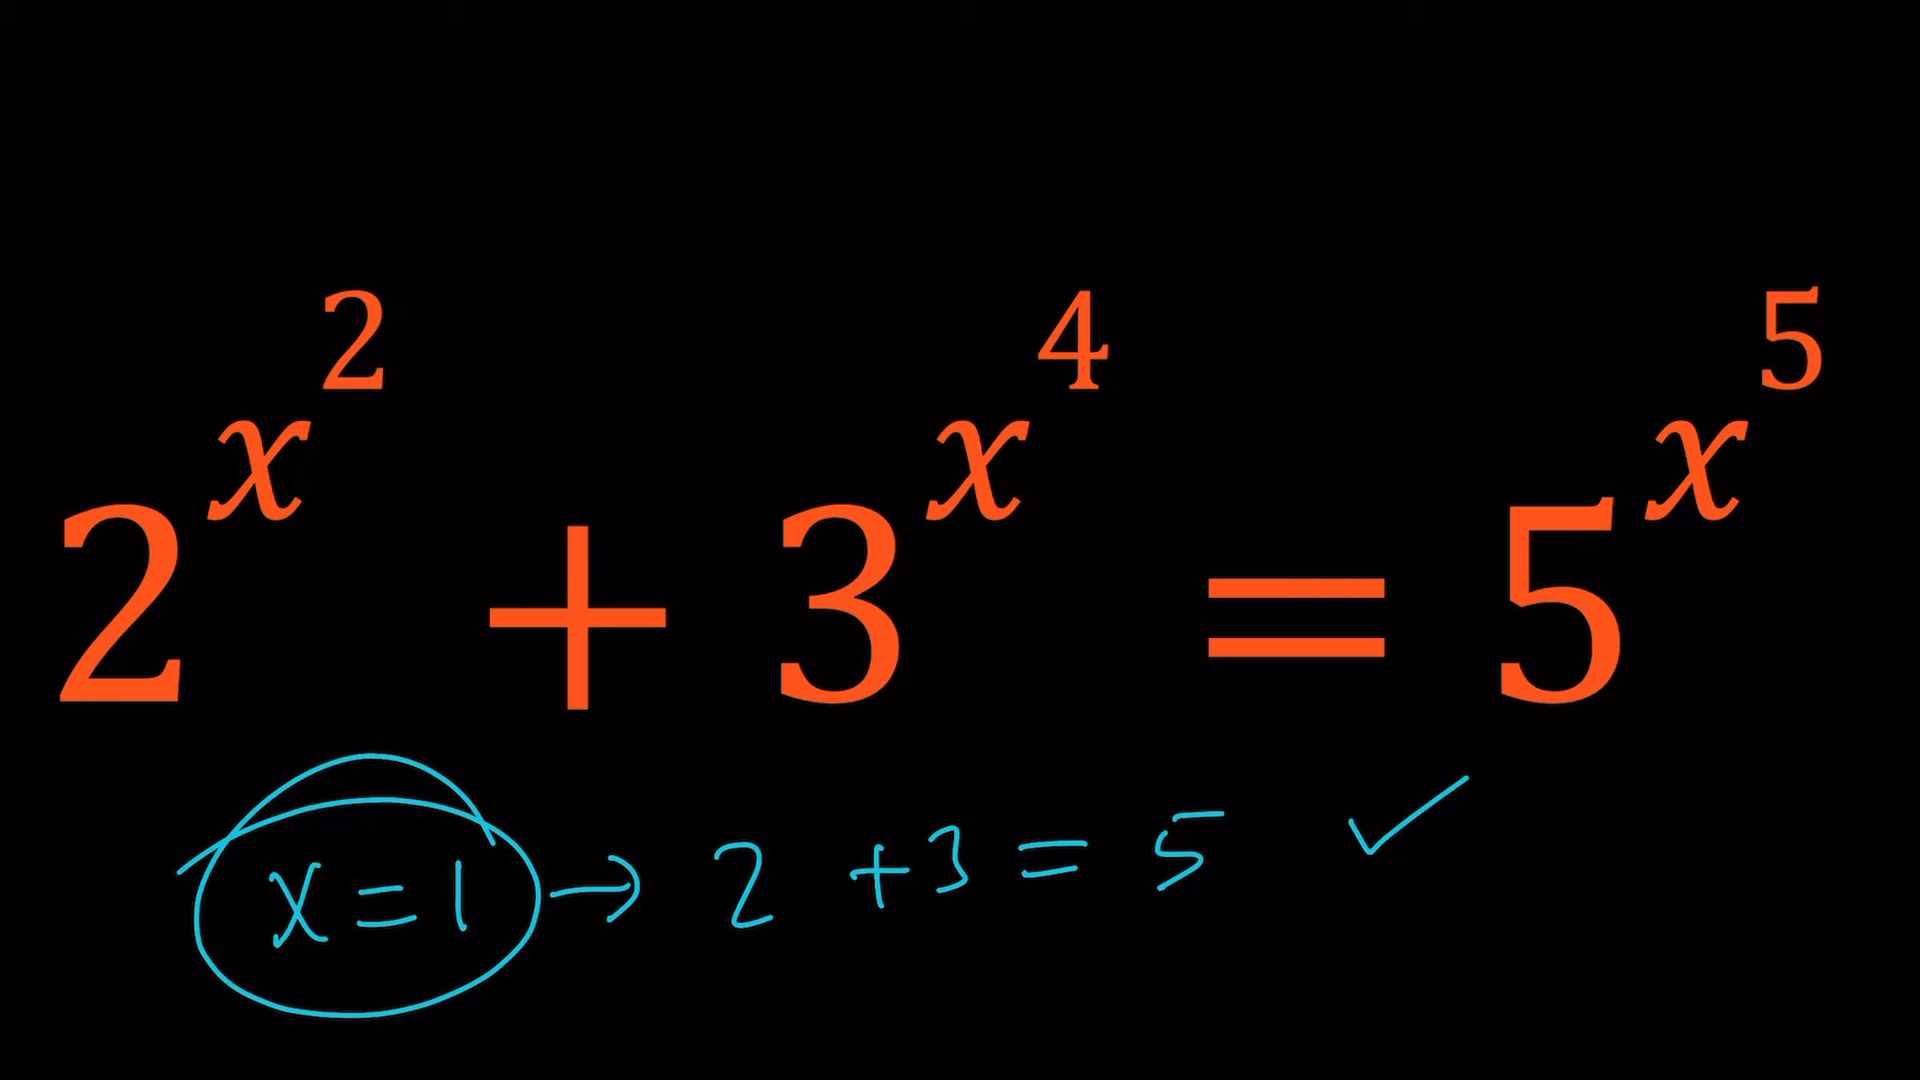 2^{x^2} + 3^{x^4} = 5^{x^5}
x = 1 → 2 + 3 = 5 ✓